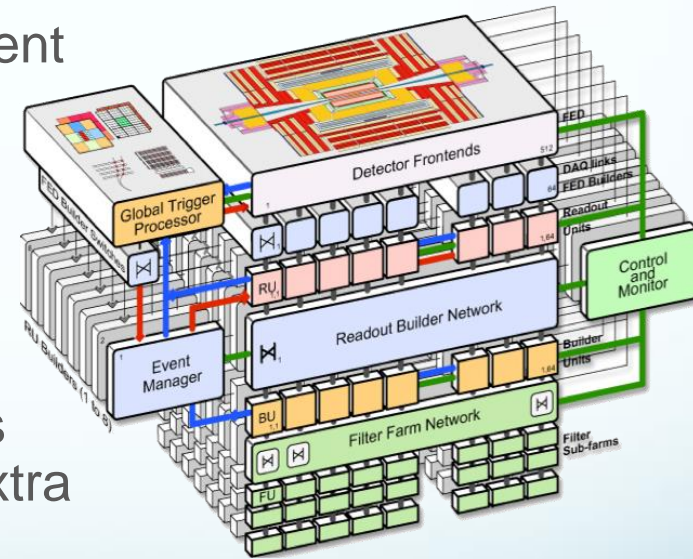 ent
s
xtra
FED
512
Detector Frontends
1
DAQ links
64
FED Builders
Global Trigger
Processor
FED Builder Switches
1
Readout
Units
RU
1,1
1,64
Control
and
Monitor
Readout Builder Network
1
2
1
Event
Manager
RU Builders (1 to 8)
Builder
Units
BU
1,1
1,64
Filter Farm Network
Filter
Sub-farms
FU